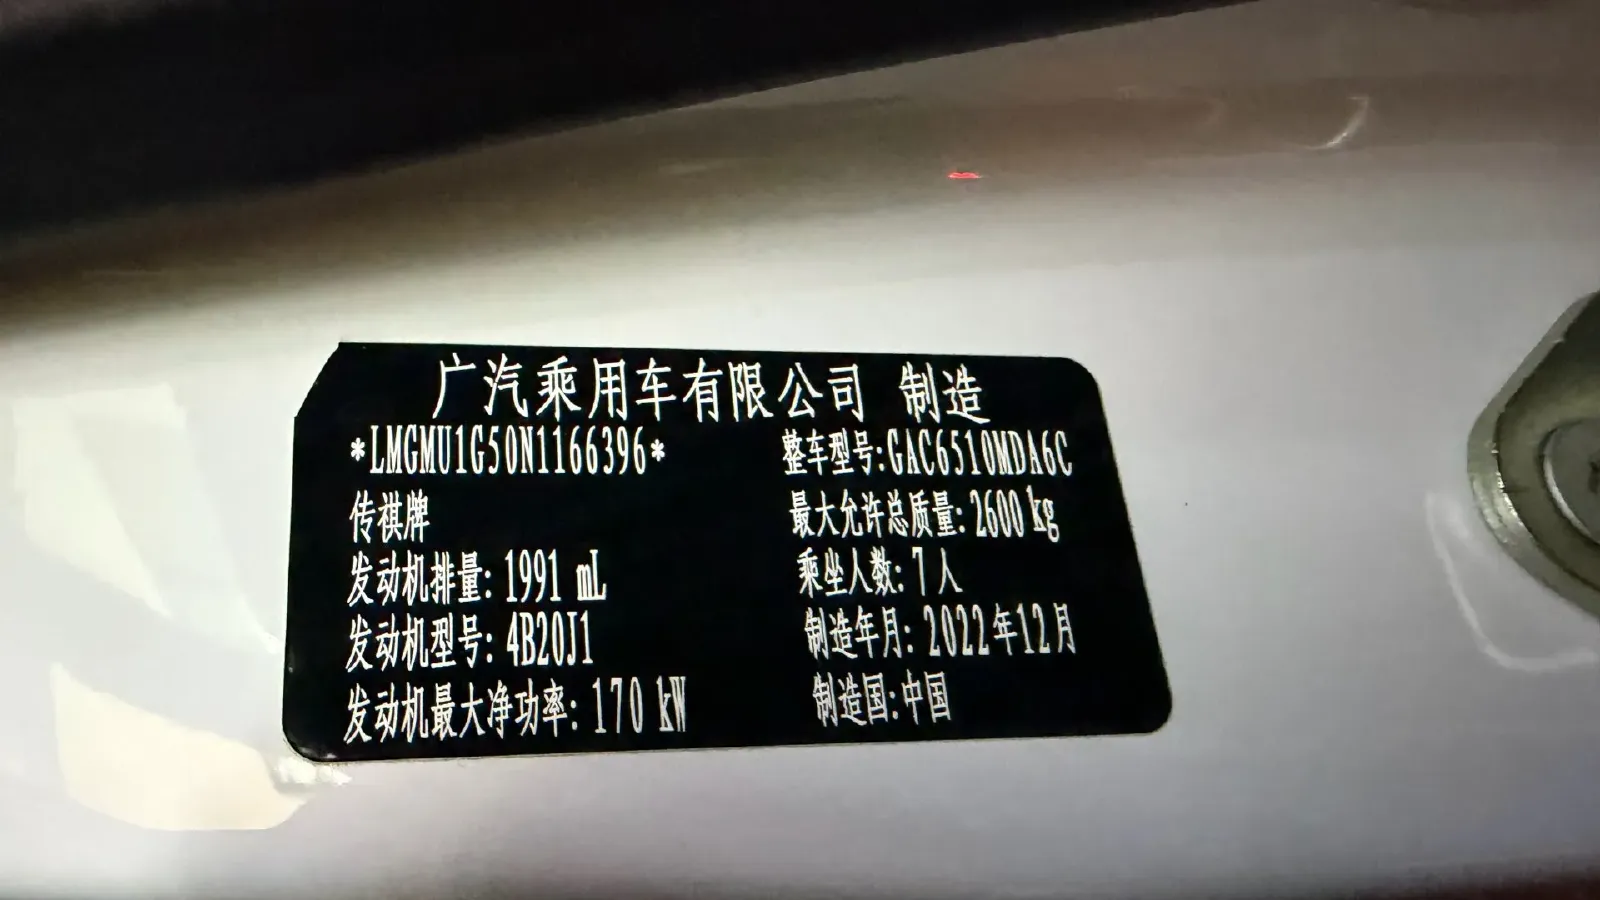 广汽乘用车有限公司 制造
*LMGMU1G50N1166396*
整车型号:GAC6510MDA6C
传祺牌
最大允许总质量:2600 kg
发动机排量:1991 mL
乘坐人数:7人
发动机型号:4B20J1
制造年月:2022年12月
发动机最大净功率:170 kW
制造国:中国